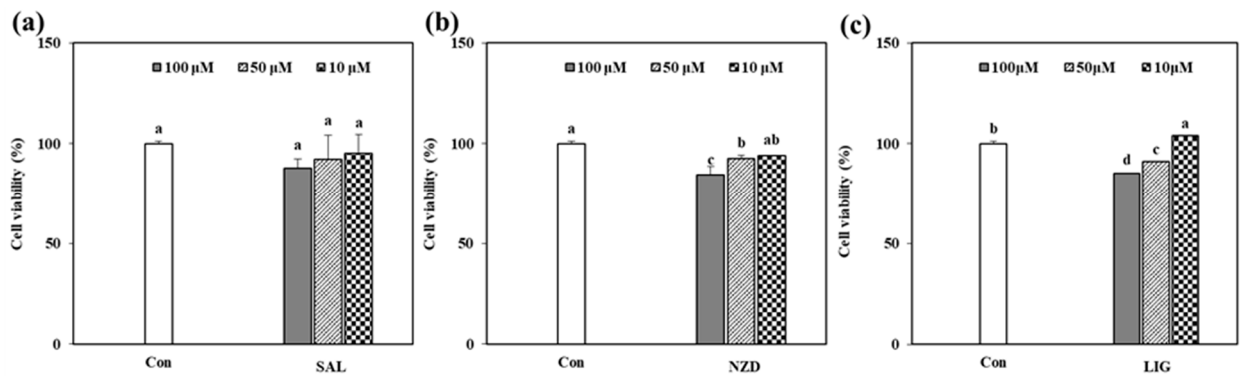 (a)
150
100 μM 50 μM 10 μM
a
a
a
a
100
50
0
Cell viability (%)
Con SAL
(b)
150
100 μM 50 μM 10 μM
a
c
b
ab
100
50
0
Cell viability (%)
Con NZD
(c)
150
100μM 50μM 10μM
b
d
c
a
100
50
0
Cell viability (%)
Con LIG